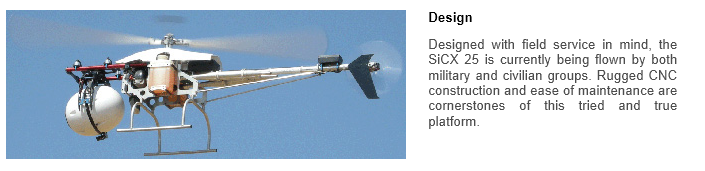 Design
Designed with field service in mind, the
SiCX 25 is currently being flown by both
military and civilian groups. Rugged CNC
construction and ease of maintenance are
cornerstones of this tried and true
platform.